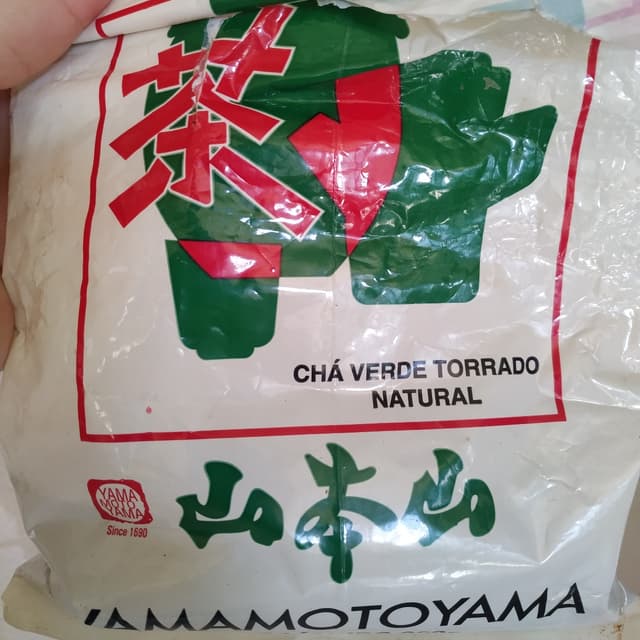 茶
CHÁ VERDE TORRADO
NATURAL
山本山
YAMA
MOTO
YAMA
Since 1690
YAMAMOTOYAMA